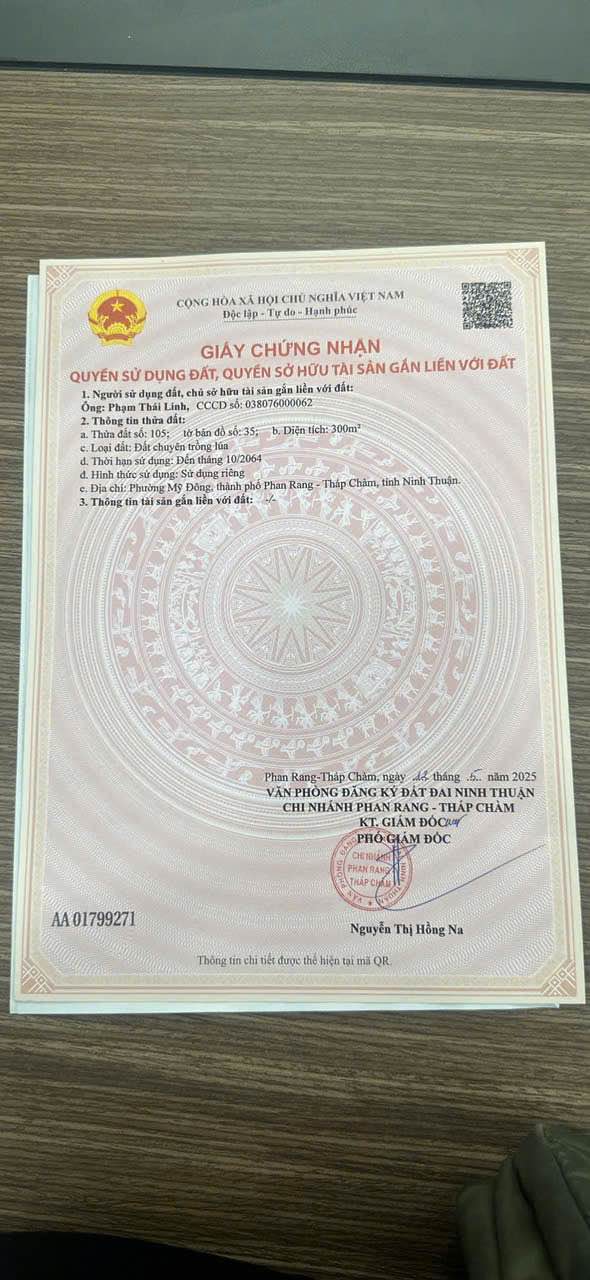 CỘNG HÒA XÃ HỘI CHỦ NGHĨA VIỆT NAM
Độc lập - Tự do - Hạnh phúc
GIẤY CHỨNG NHẬN
QUYỀN SỬ DỤNG ĐẤT, QUYỀN SỞ HỮU TÀI SẢN GẮN LIỀN VỚI ĐẤT
1. Người sử dụng đất, chủ sở hữu tài sản gắn liền với đất:
Ông: Phạm Thái Linh, CCCD số: 038076000062
2. Thông tin thửa đất:
a. Thửa đất số: 105; tờ bản đồ số: 35; b. Diện tích: 300m²
c. Loại đất: Đất chuyên trồng lúa
d. Thời hạn sử dụng: Đến tháng 10/2064
đ. Hình thức sử dụng: Sử dụng riêng
e. Địa chỉ: Phường Mỹ Đông, thành phố Phan Rang - Tháp Chàm, tỉnh Ninh Thuận.
3. Thông tin tài sản gắn liền với đất: -/-
Phan Rang-Tháp Chàm, ngày tháng 5 năm 2025
VĂN PHÒNG ĐĂNG KÝ ĐẤT ĐAI NINH THUẬN
CHI NHÁNH PHAN RANG - THÁP CHÀM
KT. GIÁM ĐỐC
PHÓ GIÁM ĐỐC
CHI NHÁNH
PHAN RANG
THÁP CHÀM
AA 01799271
Nguyễn Thị Hồng Na
Thông tin chi tiết được thể hiện tại mã QR.